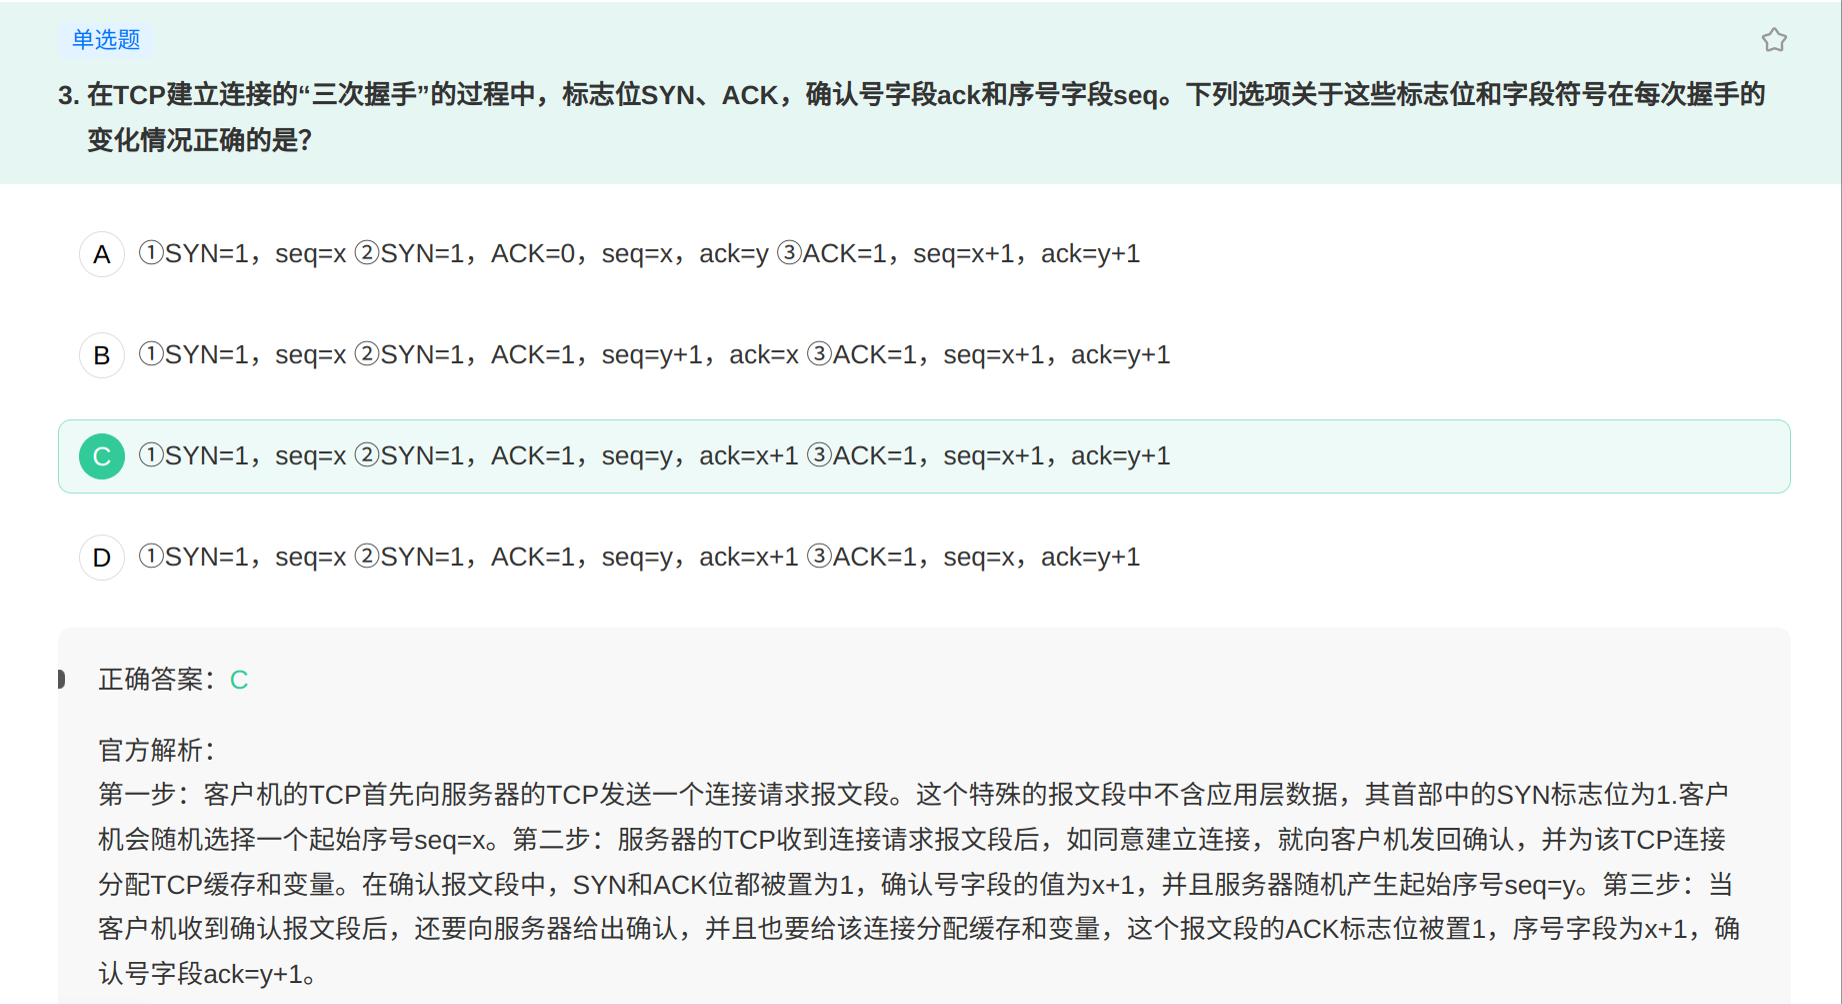 单选题
3. 在TCP建立连接的“三次握手”的过程中，标志位SYN、ACK，确认号字段ack和序号字段seq。下列选项关于这些标志位和字段符号在每次握手的
变化情况正确的是？
A ①SYN=1，seq=x ②SYN=1，ACK=0，seq=x，ack=y ③ACK=1，seq=x+1，ack=y+1
B ①SYN=1，seq=x ②SYN=1，ACK=1，seq=y+1，ack=x ③ACK=1，seq=x+1，ack=y+1
C ①SYN=1，seq=x ②SYN=1，ACK=1，seq=y，ack=x+1 ③ACK=1，seq=x+1，ack=y+1
D ①SYN=1，seq=x ②SYN=1，ACK=1，seq=y，ack=x+1 ③ACK=1，seq=x，ack=y+1
正确答案：C
官方解析：
第一步：客户机的TCP首先向服务器的TCP发送一个连接请求报文段。这个特殊的报文段中不含应用层数据，其首部中的SYN标志位为1.客户
机会随机选择一个起始序号seq=x。第二步：服务器的TCP收到连接请求报文段后，如同意建立连接，就向客户机发回确认，并为该TCP连接
分配TCP缓存和变量。在确认报文段中，SYN和ACK位都被置为1，确认号字段的值为x+1，并且服务器随机产生起始序号seq=y。第三步：当
客户机收到确认报文段后，还要向服务器给出确认，并且也要给该连接分配缓存和变量，这个报文段的ACK标志位被置1，序号字段为x+1，确
认号字段ack=y+1。